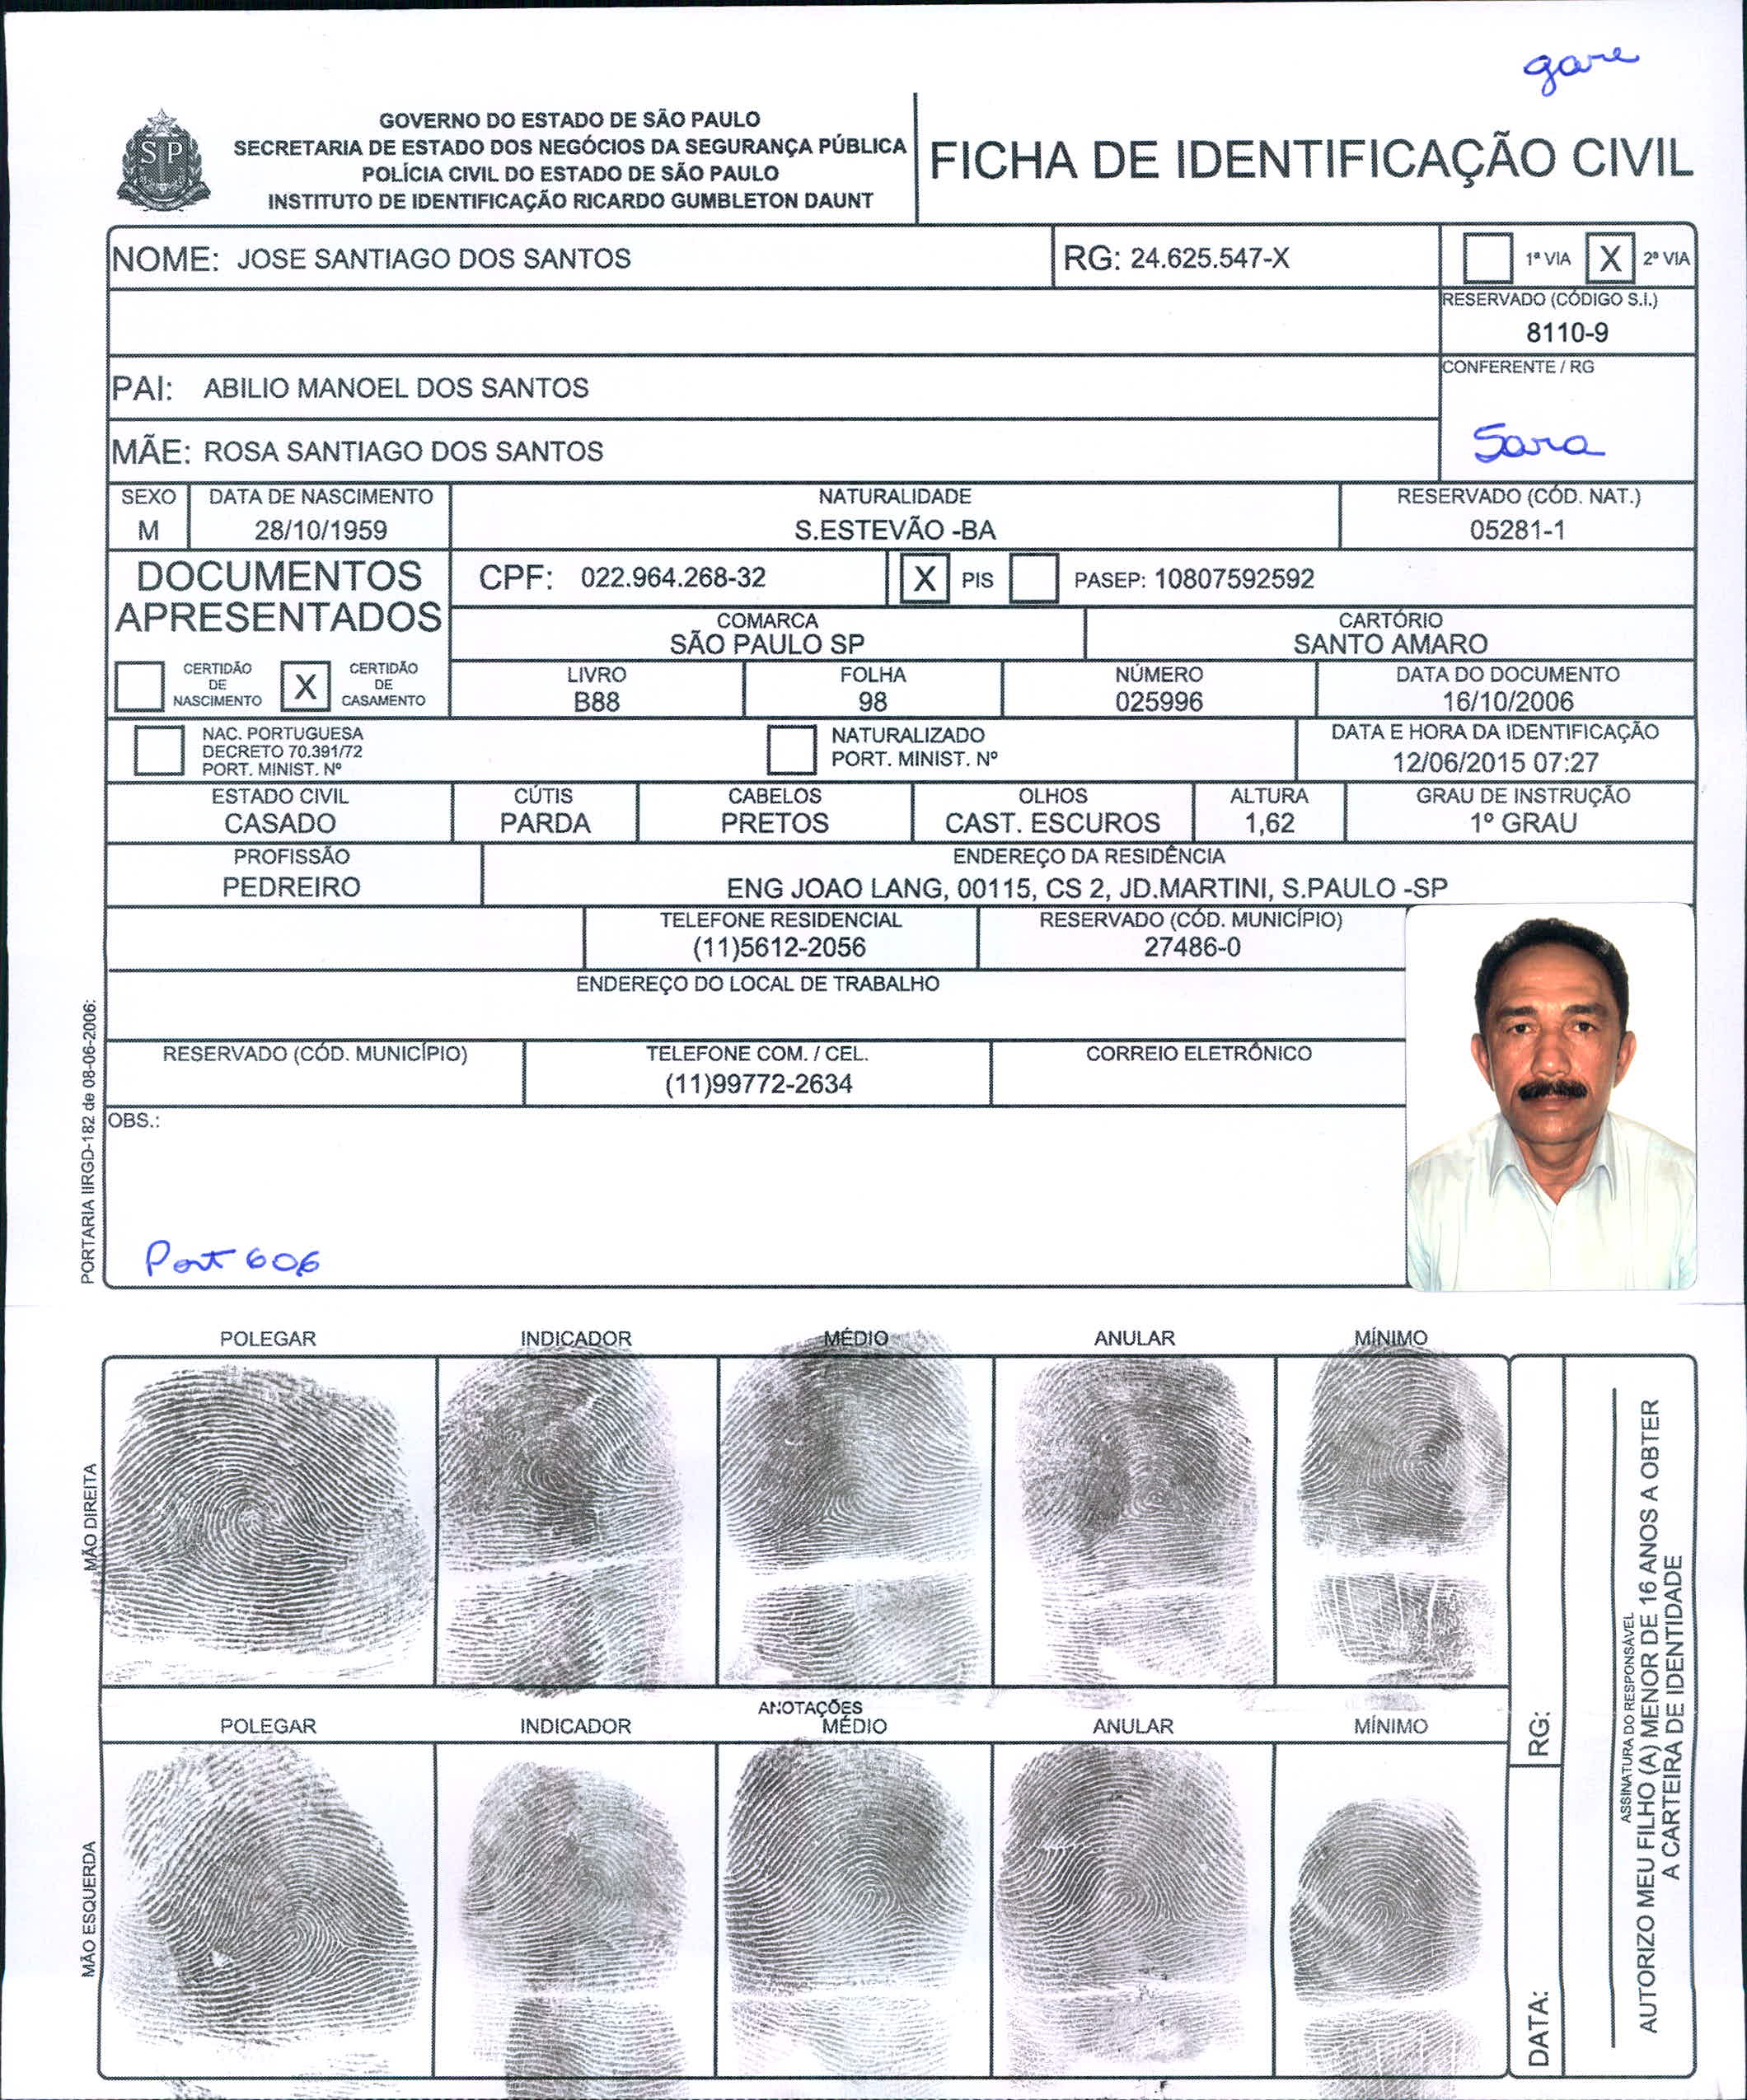 gare
GOVERNO DO ESTADO DE SÃO PAULO
SECRETARIA DE ESTADO DOS NEGÓCIOS DA SEGURANÇA PÚBLICA
POLÍCIA CIVIL DO ESTADO DE SÃO PAULO
INSTITUTO DE IDENTIFICAÇÃO RICARDO GUMBLETON DAUNT
SP
FICHA DE IDENTIFICAÇÃO CIVIL
NOME: JOSE SANTIAGO DOS SANTOS
RG: 24.625.547-X
1ª VIA X 2ª VIA
RESERVADO (CÓDIGO S.I.)
8110-9
PAI: ABILIO MANOEL DOS SANTOS
CONFERENTE / RG
Sara
MÃE: ROSA SANTIAGO DOS SANTOS
SEXO
M
DATA DE NASCIMENTO
28/10/1959
NATURALIDADE
S.ESTEVÃO -BA
RESERVADO (CÓD. NAT.)
05281-1
DOCUMENTOS
APRESENTADOS
CPF: 022.964.268-32
X PIS
PASEP: 10807592592
COMARCA
SÃO PAULO SP
CARTÓRIO
SANTO AMARO
CERTIDÃO
DE
NASCIMENTO
X
CERTIDÃO
DE
CASAMENTO
LIVRO
B88
FOLHA
98
NÚMERO
025996
DATA DO DOCUMENTO
16/10/2006
NAC. PORTUGUESA
DECRETO 70.391/72
PORT. MINIST. Nº
NATURALIZADO
PORT. MINIST. Nº
DATA E HORA DA IDENTIFICAÇÃO
12/06/2015 07:27
ESTADO CIVIL
CASADO
CÚTIS
PARDA
CABELOS
PRETOS
OLHOS
CAST. ESCUROS
ALTURA
1,62
GRAU DE INSTRUÇÃO
1º GRAU
PROFISSÃO
PEDREIRO
ENDEREÇO DA RESIDÊNCIA
ENG JOAO LANG, 00115, CS 2, JD.MARTINI, S.PAULO -SP
TELEFONE RESIDENCIAL
(11)5612-2056
RESERVADO (CÓD. MUNICÍPIO)
27486-0
ENDEREÇO DO LOCAL DE TRABALHO
RESERVADO (CÓD. MUNICÍPIO)
TELEFONE COM. / CEL.
(11)99772-2634
CORREIO ELETRÔNICO
OBS.:
Port 606
PORTARIA IIRGD-182 de 08-06-2006:
POLEGAR INDICADOR MÉDIO ANULAR MÍNIMO
MÃO DIREITA
ANOTAÇÕES
POLEGAR INDICADOR MÉDIO ANULAR MÍNIMO
MÃO ESQUERDA
RG:
DATA:
ASSINATURA DO RESPONSÁVEL
AUTORIZO MEU FILHO (A) MENOR DE 16 ANOS A OBTER
A CARTEIRA DE IDENTIDADE